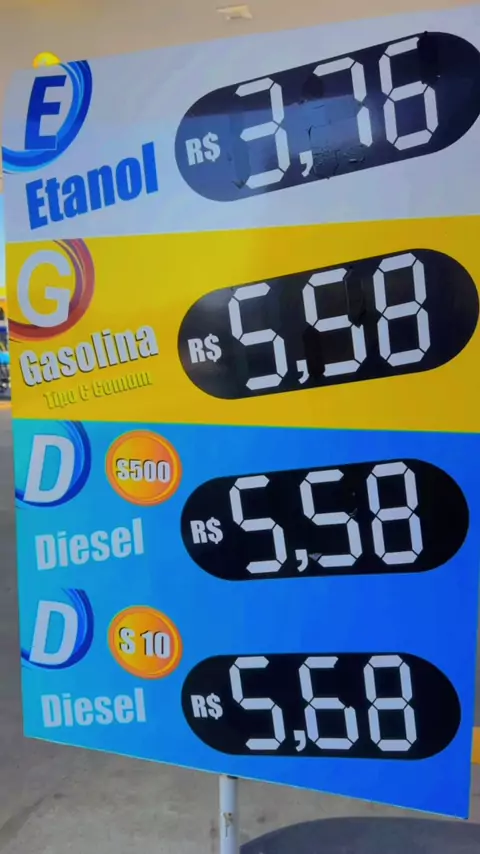 E
R$ 3,76
Etanol
G
R$ 5,58
Gasolina
Tipo C Comum
D S500
R$ 5,58
Diesel
D S 10
R$ 5,68
Diesel